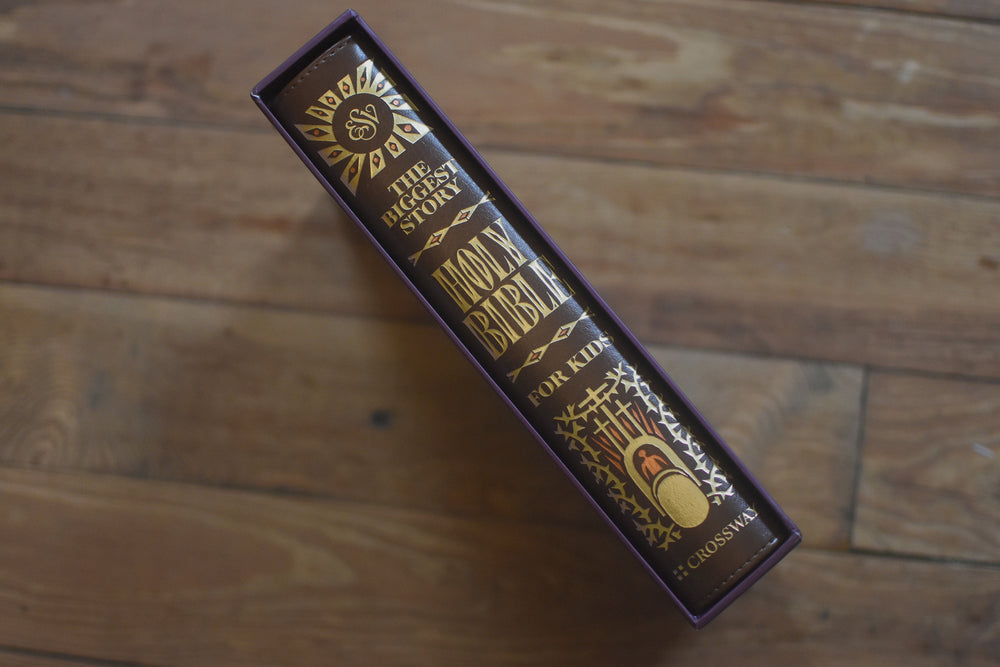 ESV
THE
BIGGEST
STORY
HOLY
BIBLE
FOR KIDS
CROSSWAY